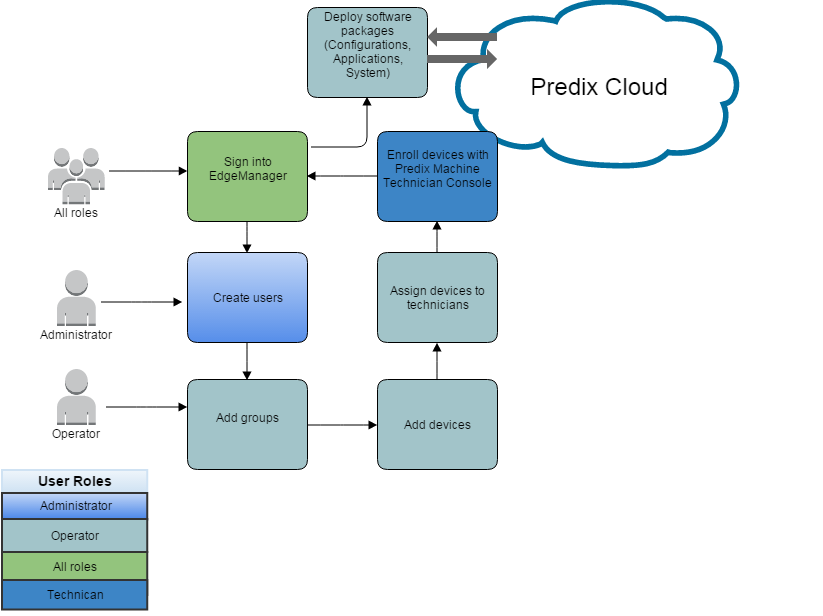 Deploy software
packages
(Configurations,
Applications,
System)
Predix Cloud
Sign into
EdgeManager
Enroll devices with
Predix Machine
Technician Console
All roles
Create users
Assign devices to
technicians
Administrator
Add groups
Add devices
Operator
User Roles
Administrator
Operator
All roles
Technican